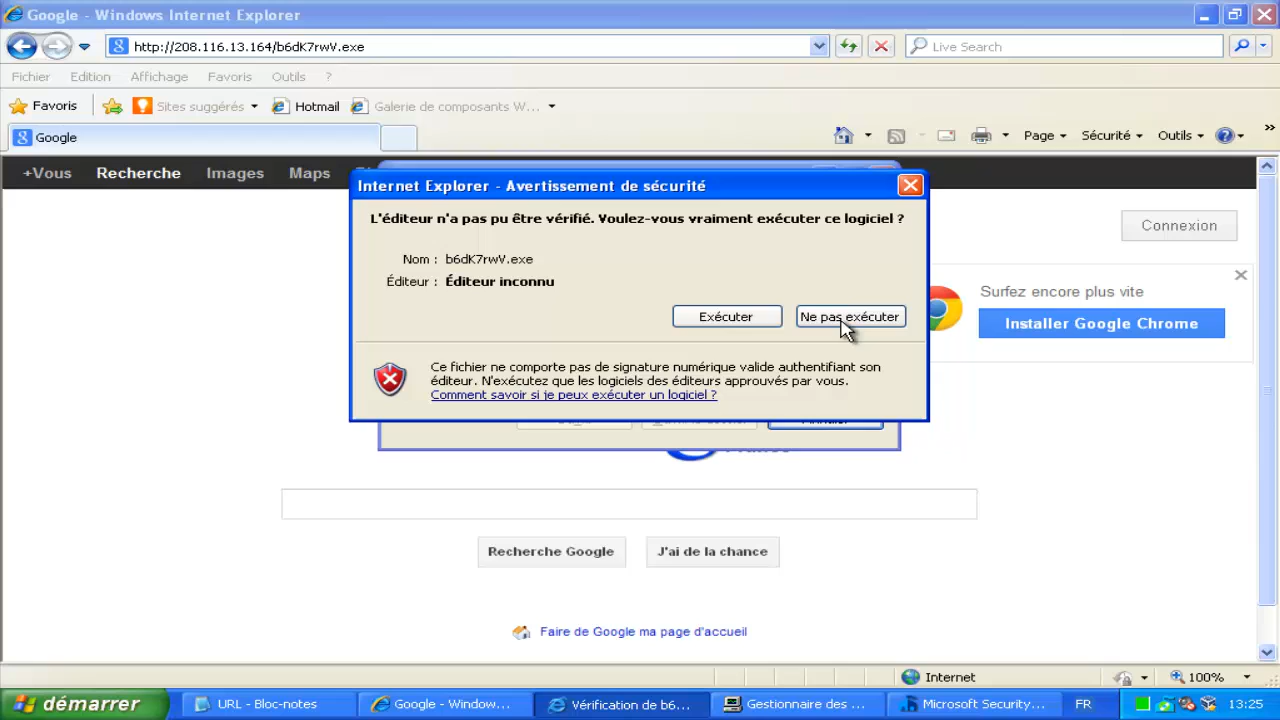 Google - Windows Internet Explorer
http://208.116.13.164/b6dK7rwV.exe
Live Search
Fichier Edition Affichage Favoris Outils ?
Favoris Sites suggérés Hotmail Galerie de composants W...
Google
Page Sécurité Outils »
+Vous Recherche Images Maps
Internet Explorer - Avertissement de sécurité
L'éditeur n'a pas pu être vérifié. Voulez-vous vraiment exécuter ce logiciel ?
Nom : b6dK7rwV.exe
Éditeur : Éditeur inconnu
Exécuter Ne pas exécuter
Ce fichier ne comporte pas de signature numérique valide authentifiant son
éditeur. N'exécutez que les logiciels des éditeurs approuvés par vous.
Comment savoir si je peux exécuter un logiciel ?
Connexion
Surfez encore plus vite
Installer Google Chrome
Recherche Google J'ai de la chance
Faire de Google ma page d'accueil
Internet 100%
démarrer URL - Bloc-notes Google - Window... Vérification de b6... Gestionnaire des ... Microsoft Security... FR 13:25